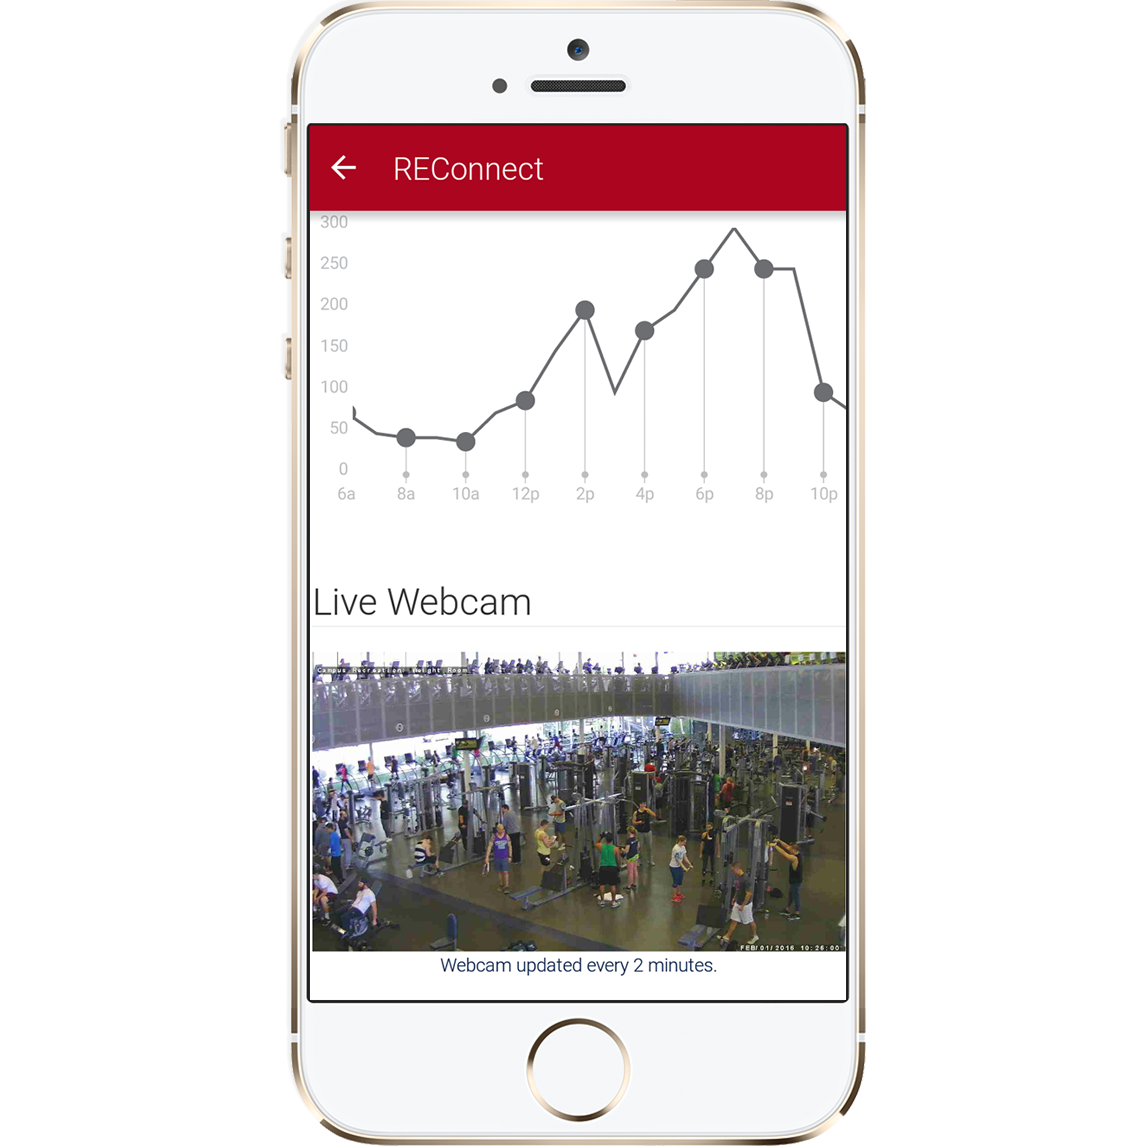 REConnect
300
250
200
150
100
50
0
6a 8a 10a 12p 2p 4p 6p 8p 10p
Live Webcam
Campus Recreation: Weight Room
FEB/01/2016 10:26:00
Webcam updated every 2 minutes.